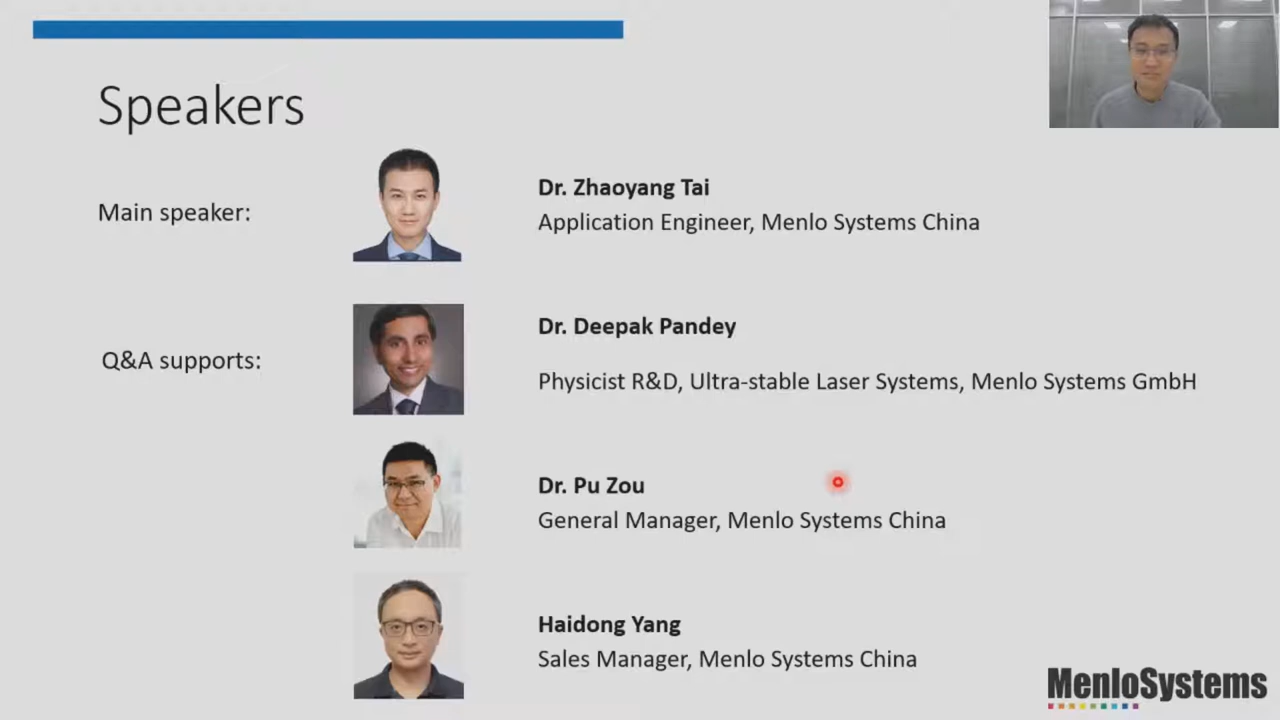 Speakers
Main speaker:
Dr. Zhaoyang Tai
Application Engineer, Menlo Systems China
Q&A supports:
Dr. Deepak Pandey
Physicist R&D, Ultra-stable Laser Systems, Menlo Systems GmbH
Dr. Pu Zou
General Manager, Menlo Systems China
Haidong Yang
Sales Manager, Menlo Systems China
MenloSystems